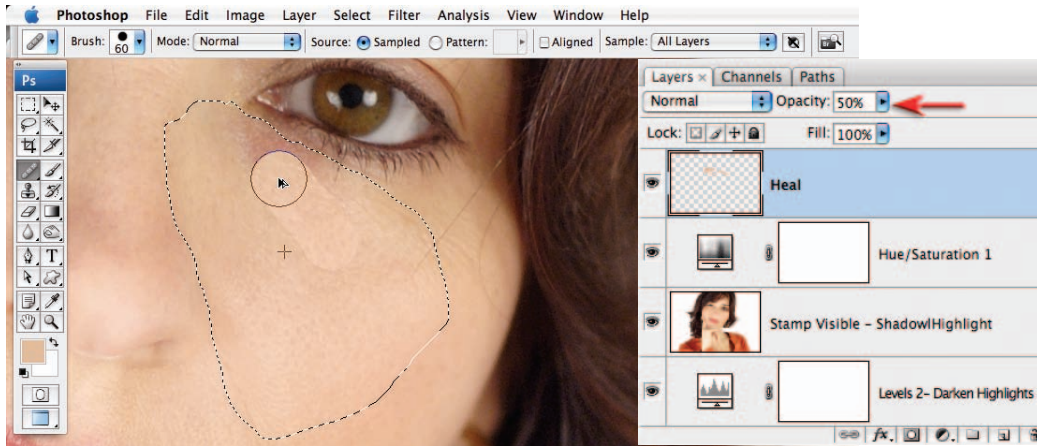 Photoshop File Edit Image Layer Select Filter Analysis View Window Help
Brush: 60 Mode: Normal Source: Sampled Pattern: Aligned Sample: All Layers
Ps
T
Layers × Channels Paths
Normal Opacity: 50%
Lock: Fill: 100%
Heal
Hue/Saturation 1
Stamp Visible - Shadow|Highlight
Levels 2- Darken Highlights
fx.